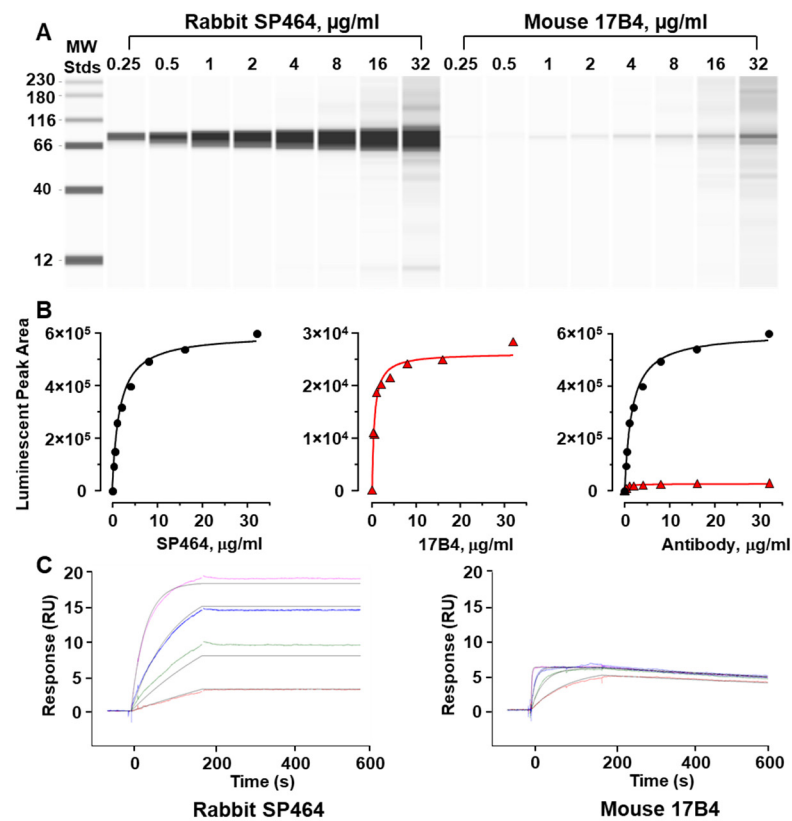 A
Rabbit SP464, µg/ml
Mouse 17B4, µg/ml
MW
Stds
0.25 0.5 1 2 4 8 16 32
0.25 0.5 1 2 4 8 16 32
230
180
116
66
40
12
B
Luminescent Peak Area
6×10⁵
4×10⁵
2×10⁵
0
0 10 20 30
SP464, µg/ml
3×10⁴
2×10⁴
1×10⁴
0
0 10 20 30
17B4, µg/ml
6×10⁵
4×10⁵
2×10⁵
0
0 10 20 30
Antibody, µg/ml
C
Response (RU)
20
15
10
5
0
0 200 400 600
Time (s)
Rabbit SP464
Response (RU)
20
15
10
5
0
0 200 400 600
Time (s)
Mouse 17B4